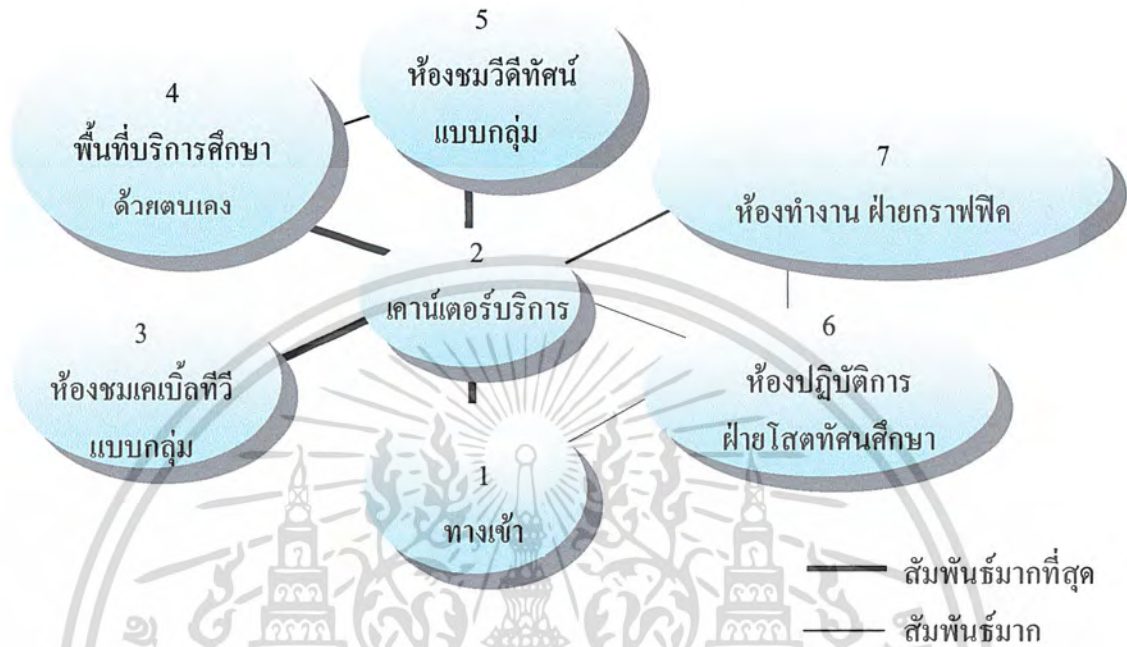 5
ห้องชมวีดีทัศน์
แบบกลุ่ม
4
พื้นที่บริการศึกษา
ด้วยตบเคง
7
ห้องทำงาน ฝ่ายกราฟฟิค
2
เคาน์เตอร์บริการ
3
ห้องชมเคเบิ้ลทีวี
แบบกลุ่ม
6
ห้องปฏิบัติการ
ฝ่ายโสตทัศนศึกษา
1
ทางเข้า
สัมพันธ์มากที่สุด
สัมพันธ์มาก